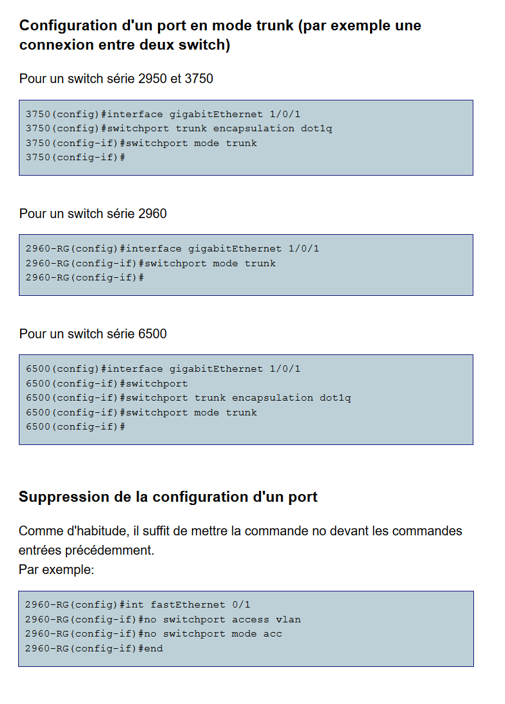 Configuration d'un port en mode trunk (par exemple une
connexion entre deux switch)
Pour un switch série 2950 et 3750
3750(config)#interface gigabitEthernet 1/0/1
3750(config)#switchport trunk encapsulation dot1q
3750(config-if)#switchport mode trunk
3750(config-if)#
Pour un switch série 2960
2960-RG(config)#interface gigabitEthernet 1/0/1
2960-RG(config-if)#switchport mode trunk
2960-RG(config-if)#
Pour un switch série 6500
6500(config)#interface gigabitEthernet 1/0/1
6500(config-if)#switchport
6500(config-if)#switchport trunk encapsulation dot1q
6500(config-if)#switchport mode trunk
6500(config-if)#
Suppression de la configuration d'un port
Comme d'habitude, il suffit de mettre la commande no devant les commandes
entrées précédemment.
Par exemple:
2960-RG(config)#int fastEthernet 0/1
2960-RG(config-if)#no switchport access vlan
2960-RG(config-if)#no switchport mode acc
2960-RG(config-if)#end